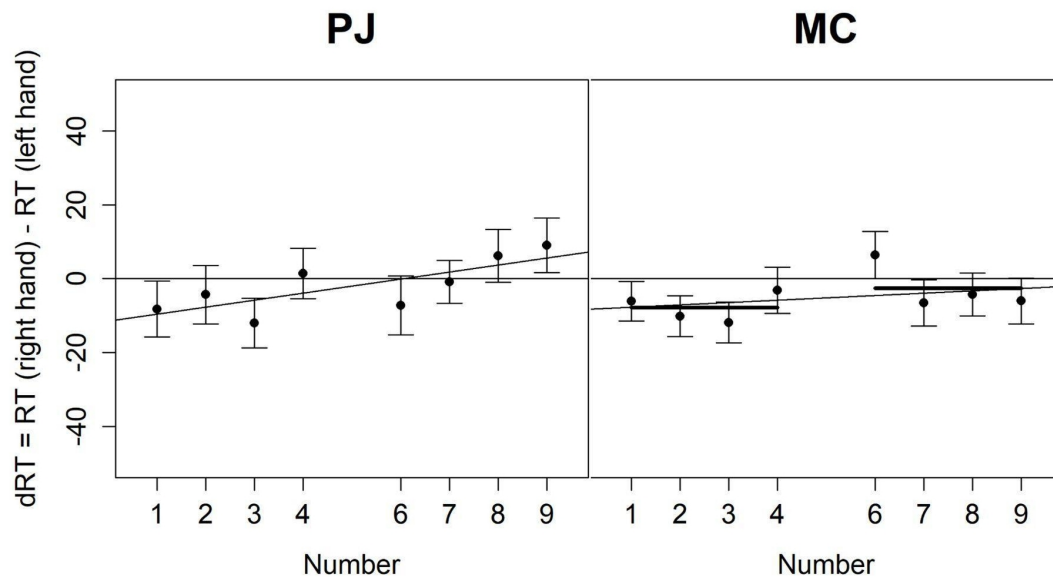 PJ
MC
dRT = RT (right hand) - RT (left hand)
40
20
0
-20
-40
1 2 3 4 6 7 8 9
1 2 3 4 6 7 8 9
Number
Number